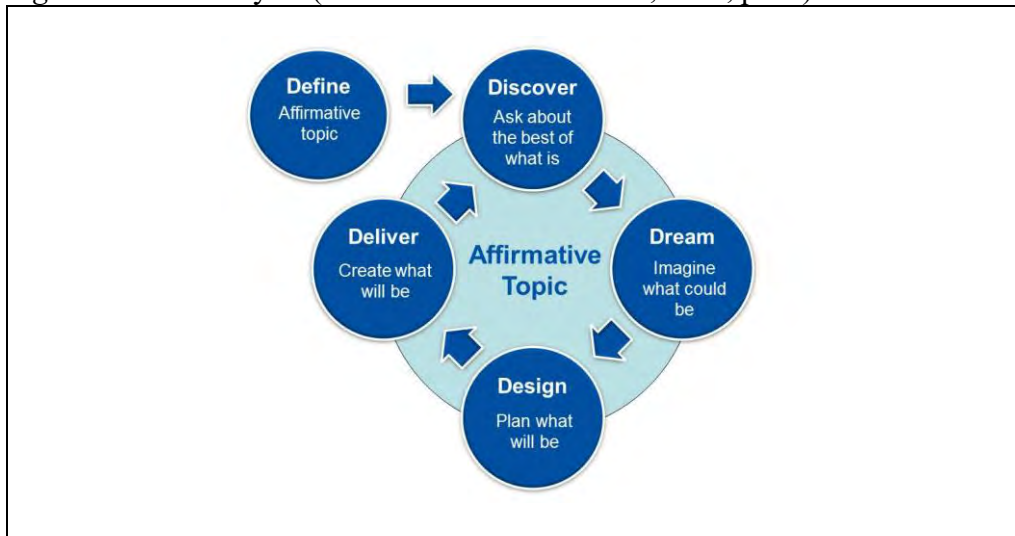 Define
Affirmative
topic
Discover
Ask about
the best of
what is
Dream
Imagine
what could
be
Design
Plan what
will be
Deliver
Create what
will be
Affirmative
Topic